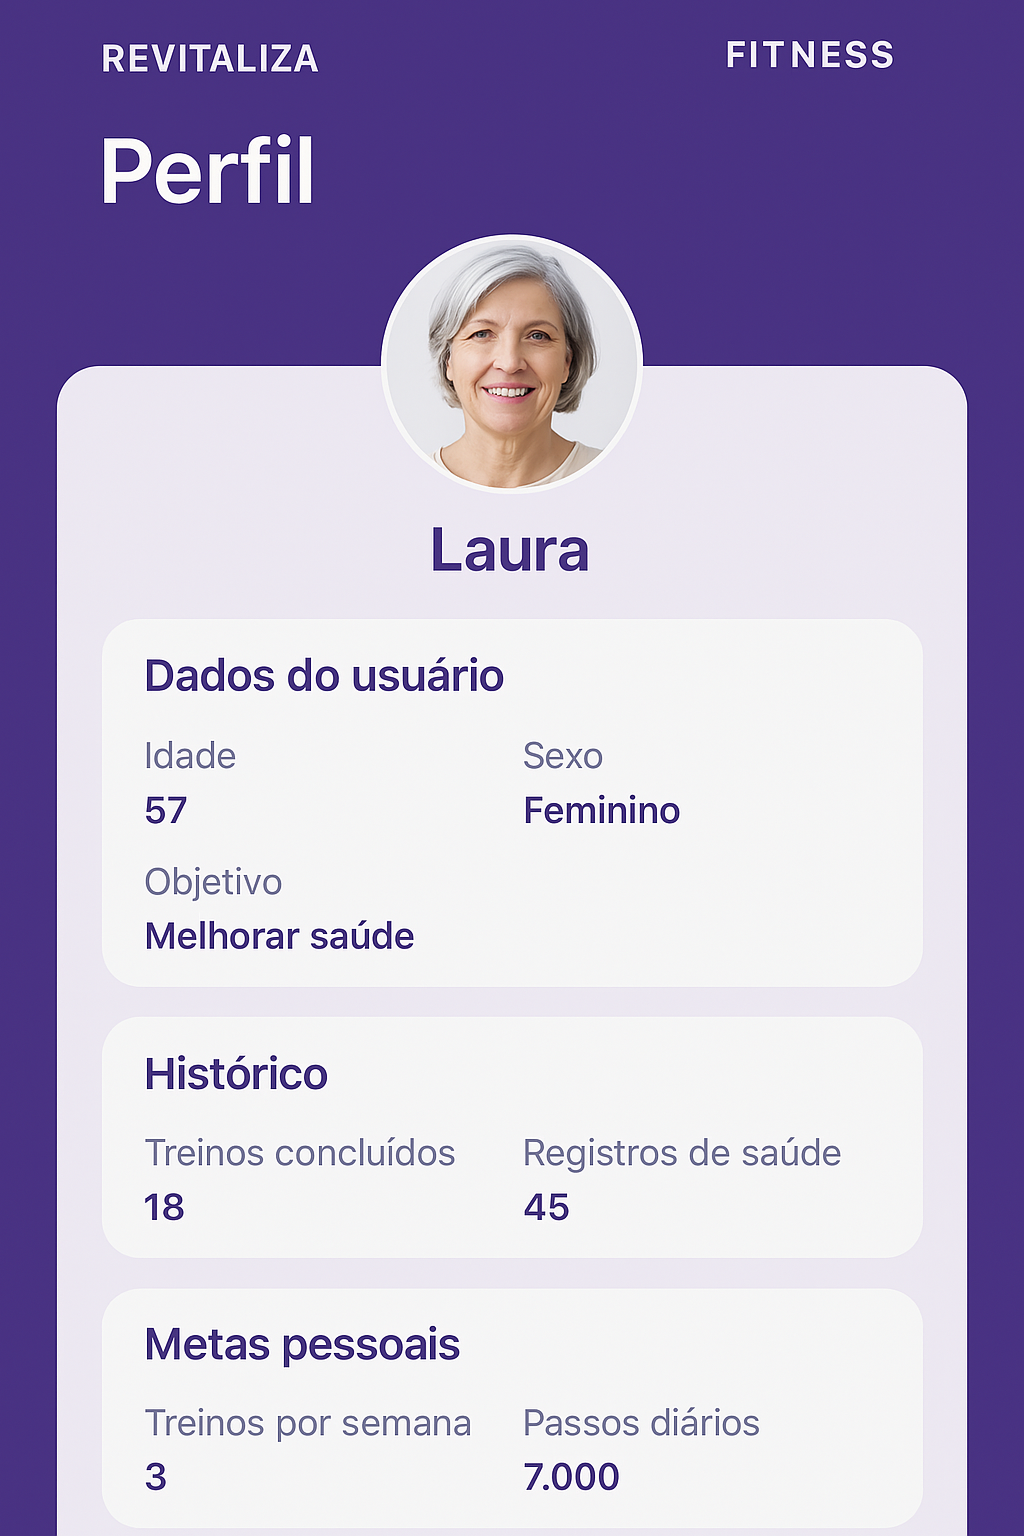 REVITALIZA FITNESS
Perfil
Laura
Dados do usuário
Idade Sexo
57 Feminino
Objetivo
Melhorar saúde
Histórico
Treinos concluídos Registros de saúde
18 45
Metas pessoais
Treinos por semana Passos diários
3 7.000